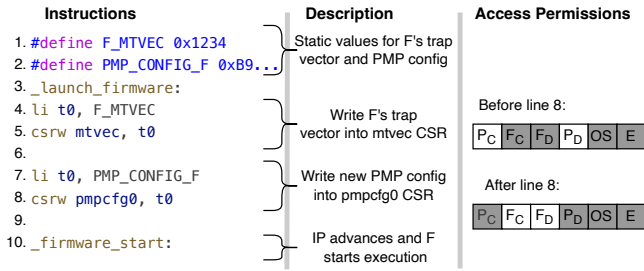 Instructions
Description
Access Permissions
1. #define F_MTVEC 0x1234
2. #define PMP_CONFIG_F 0xB9...
3. _launch_firmware:
4. li t0, F_MTVEC
5. csrw mtvec, t0
6.
7. li t0, PMP_CONFIG_F
8. csrw pmpcfg0, t0
9.
10. _firmware_start:
Static values for F's trap
vector and PMP config
Write F's trap
vector into mtvec CSR
Write new PMP config
into pmpcfg0 CSR
IP advances and F
starts execution
Before line 8:
PC FC FD PD OS E
After line 8:
PC FC FD PD OS E